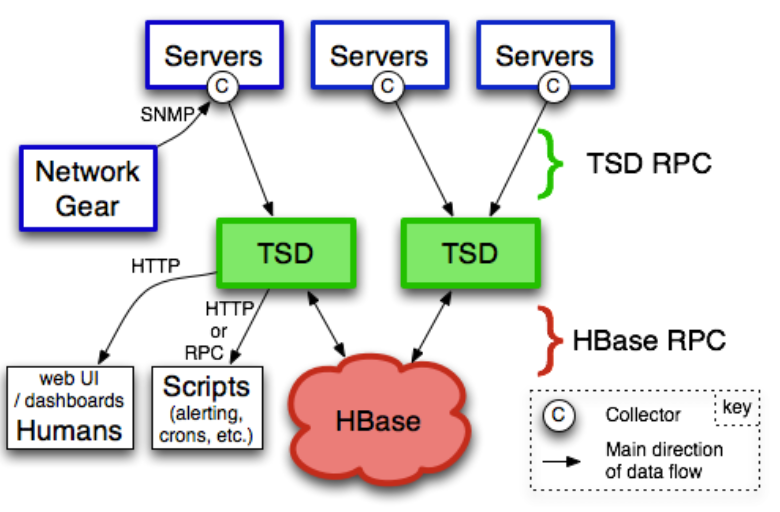 Servers
Servers
Servers
C
C
C
SNMP
Network
Gear
TSD RPC
TSD
TSD
HTTP
HTTP
or
RPC
HBase RPC
web UI
/ dashboards
Humans
Scripts
(alerting,
crons, etc.)
HBase
key
C
Collector
Main direction
of data flow